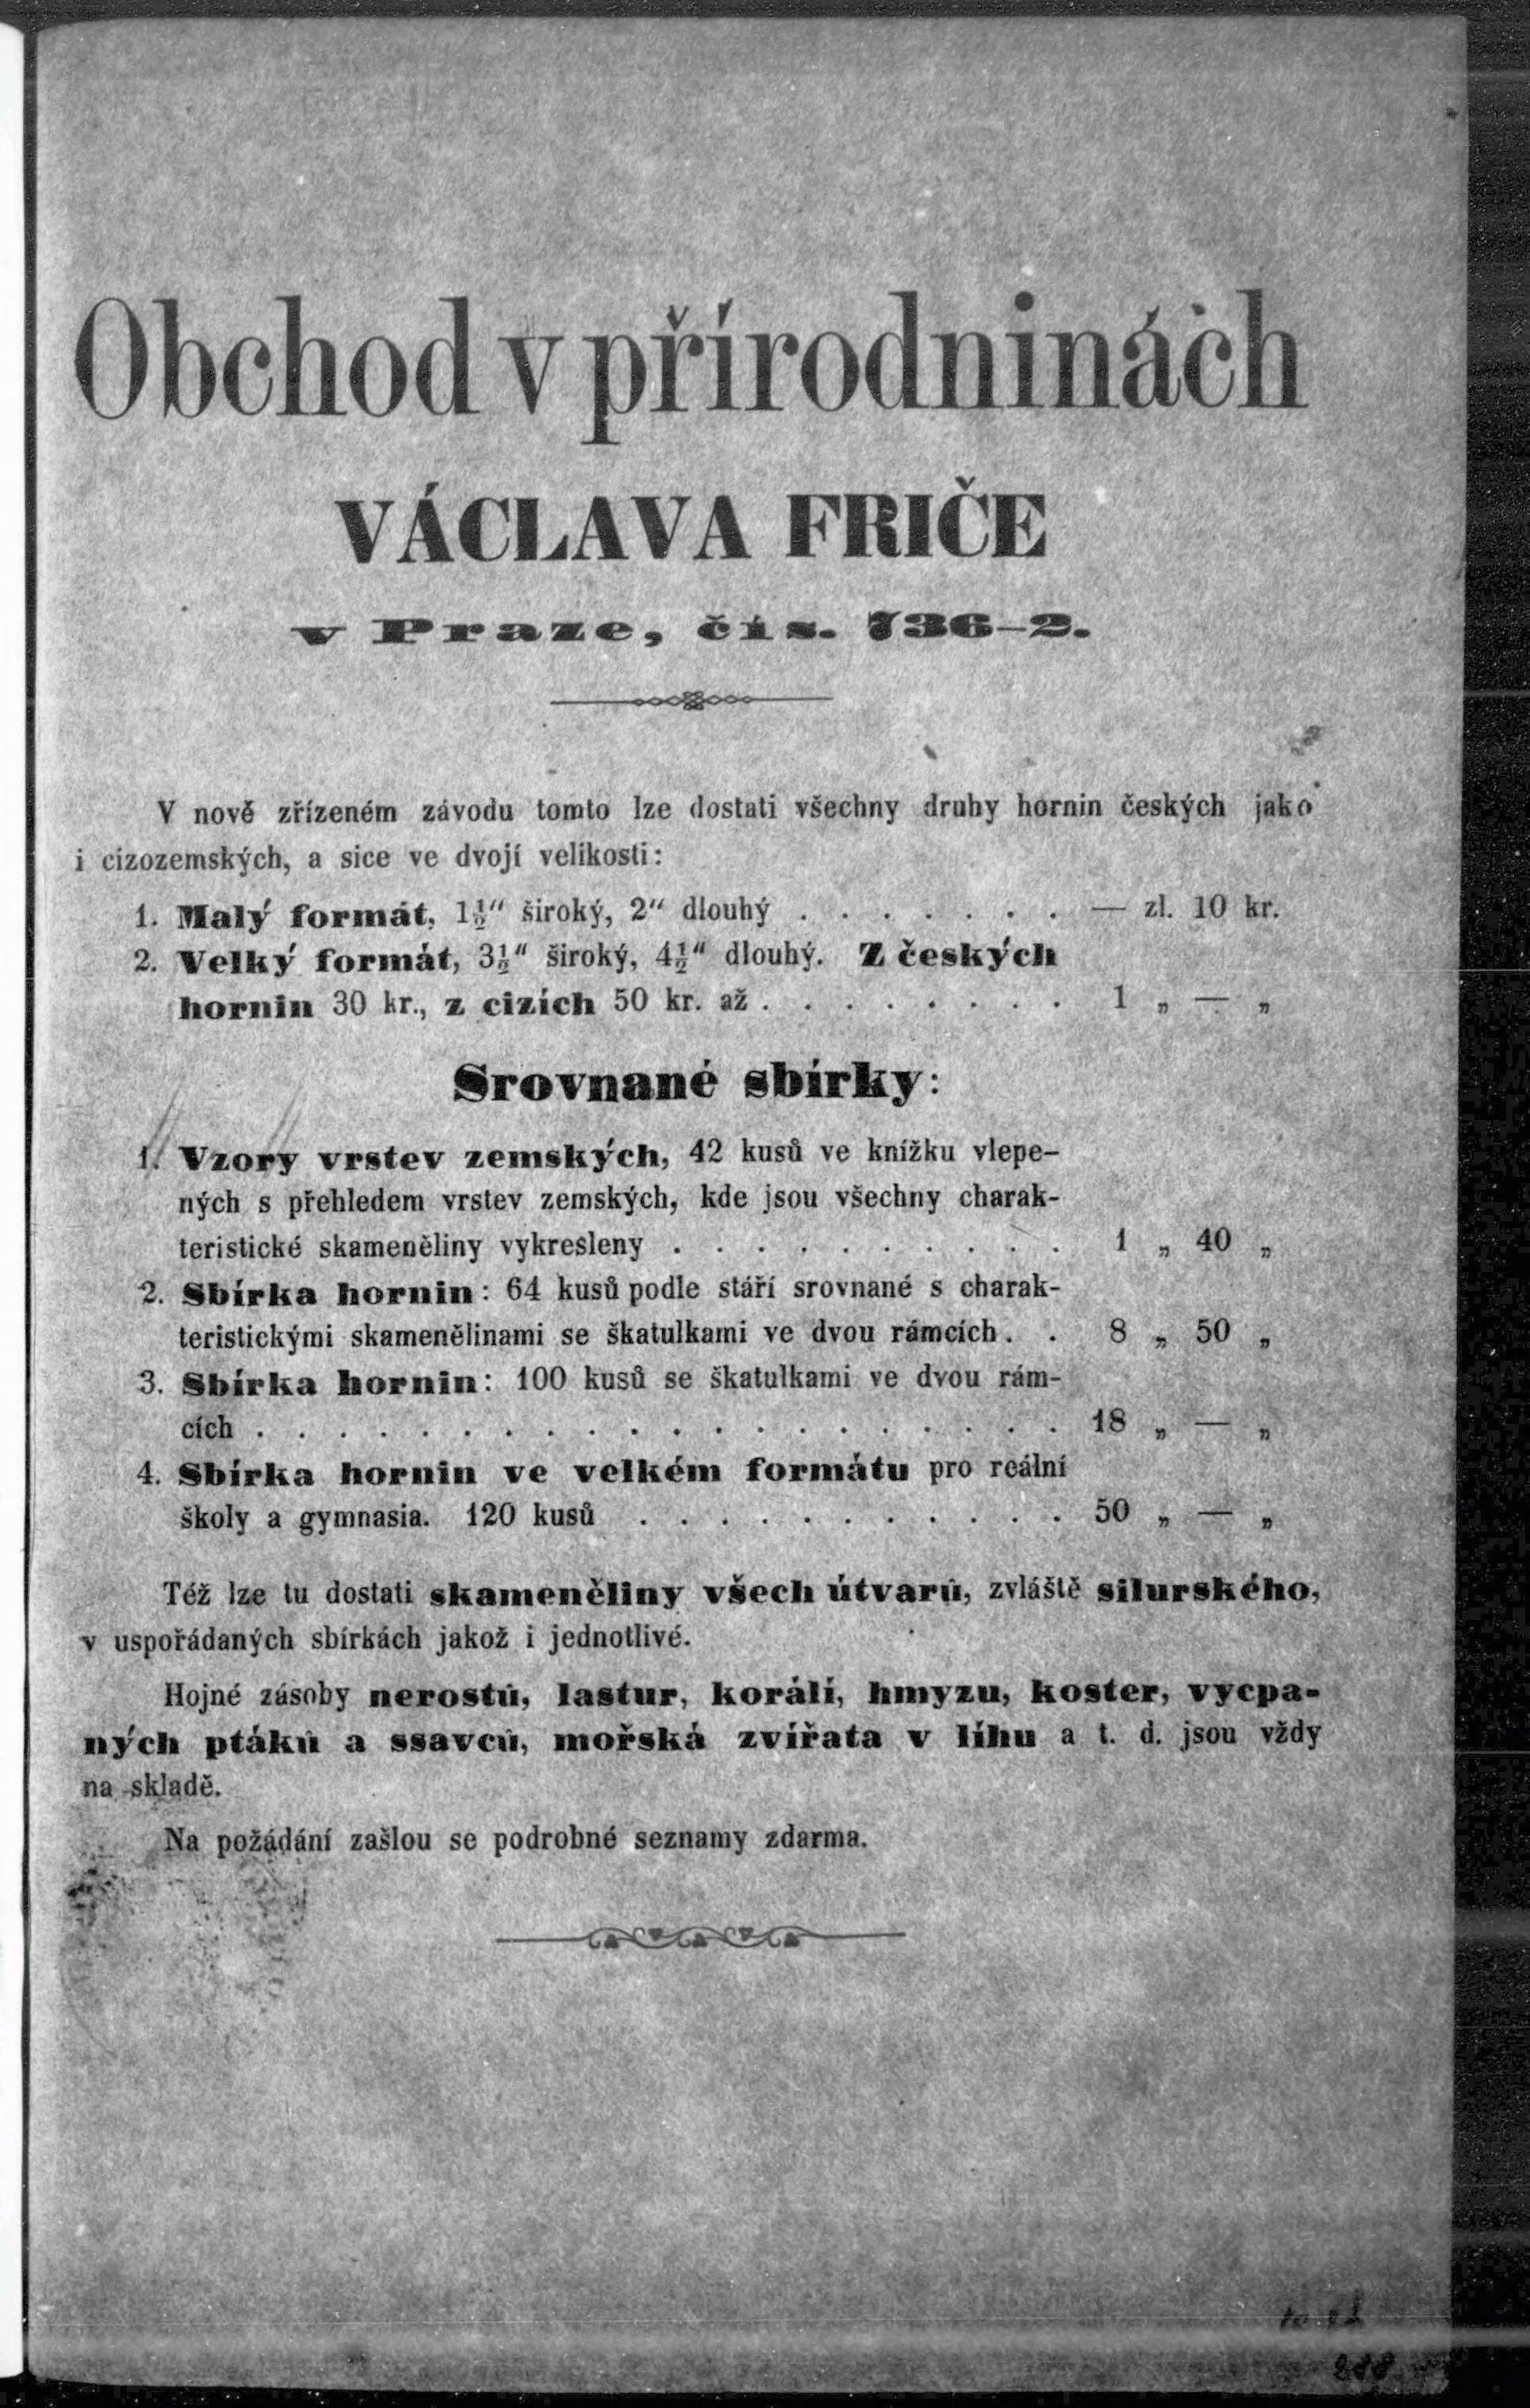 Obchod v přírodninách
VÁCLAVA FRIČE
v Praze, čís. 736–2.
V nově zřízeném závodu tomto lze dostati všechny druhy hornin českých jako
i cizozemských, a sice ve dvojí velikosti:
1. Malý formát, 1½“ široký, 2“ dlouhý . . . . . . . — zl. 10 kr.
2. Velký formát, 3½“ široký, 4½“ dlouhý. Z českých
hornin 30 kr., z cizích 50 kr. až . . . . . . . . 1 „ — „
Srovnané sbírky:
1. Vzory vrstev zemských, 42 kusů ve knížku vlepe-
ných s přehledem vrstev zemských, kde jsou všechny charak-
teristické skameněliny vykresleny . . . . . . . . . . 1 „ 40 „
2. Sbírka hornin: 64 kusů podle stáří srovnané s charak-
teristickými skamenělinami se škatulkami ve dvou rámcích. . 8 „ 50 „
3. Sbírka hornin: 100 kusů se škatulkami ve dvou rám-
cích . . . . . . . . . . . . . . . . . . . . 18 „ — „
4. Sbírka hornin ve velkém formátu pro reální
školy a gymnasia. 120 kusů . . . . . . . . . . . 50 „ — „
Též lze tu dostati skameněliny všech útvarů, zvláště silurského,
v uspořádaných sbírkách jakož i jednotlivé.
Hojné zásoby nerostů, lastur, korálí, hmyzu, koster, vycpa-
ných ptáků a ssavců, mořská zvířata v líhu a t. d. jsou vždy
na skladě.
Na požádání zašlou se podrobné seznamy zdarma.